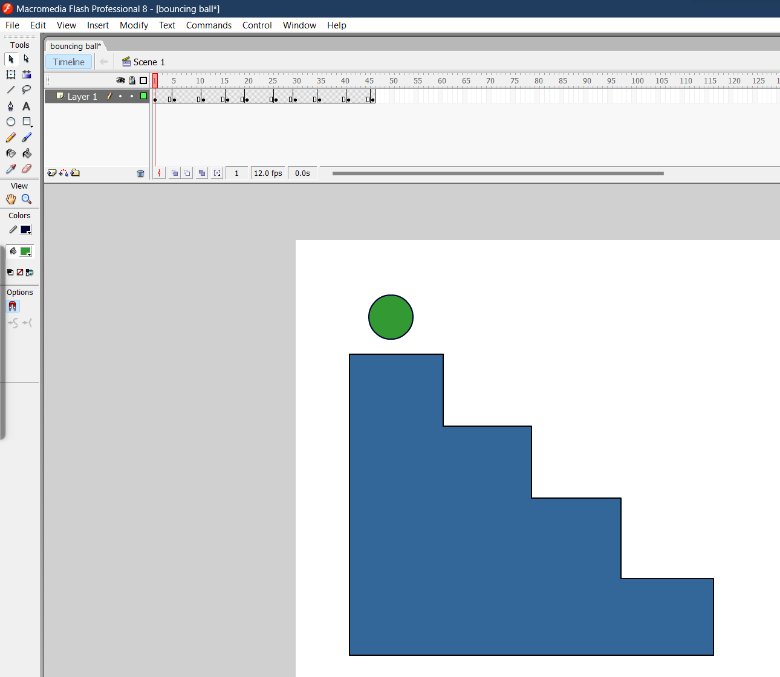 Macromedia Flash Professional 8 - [bouncing ball*]
File Edit View Insert Modify Text Commands Control Window Help
Tools
bouncing ball*
Timeline Scene 1
1 5 10 15 20 25 30 35 40 45 50 55 60 65 70 75 80 85 90 95 100 105 110 115 120 125
Layer 1
1 12.0 fps 0.0s
View
Colors
Options